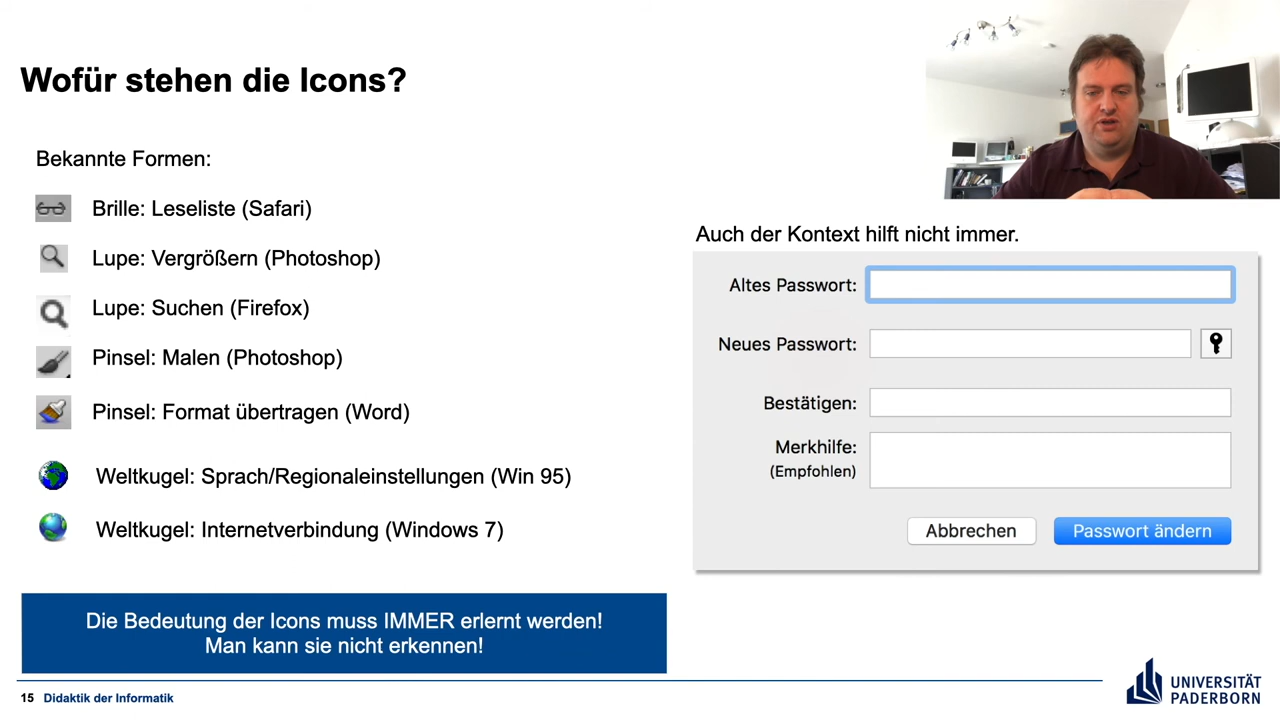 Wofür stehen die Icons?
Bekannte Formen:
Brille: Leseliste (Safari)
Lupe: Vergrößern (Photoshop)
Lupe: Suchen (Firefox)
Pinsel: Malen (Photoshop)
Pinsel: Format übertragen (Word)
Weltkugel: Sprach/Regionaleinstellungen (Win 95)
Weltkugel: Internetverbindung (Windows 7)
Die Bedeutung der Icons muss IMMER erlernt werden!
Man kann sie nicht erkennen!
Auch der Kontext hilft nicht immer.
Altes Passwort:
Neues Passwort:
Bestätigen:
Merkhilfe:
(Empfohlen)
Abbrechen
Passwort ändern
15 Didaktik der Informatik
UNIVERSITÄT
PADERBORN